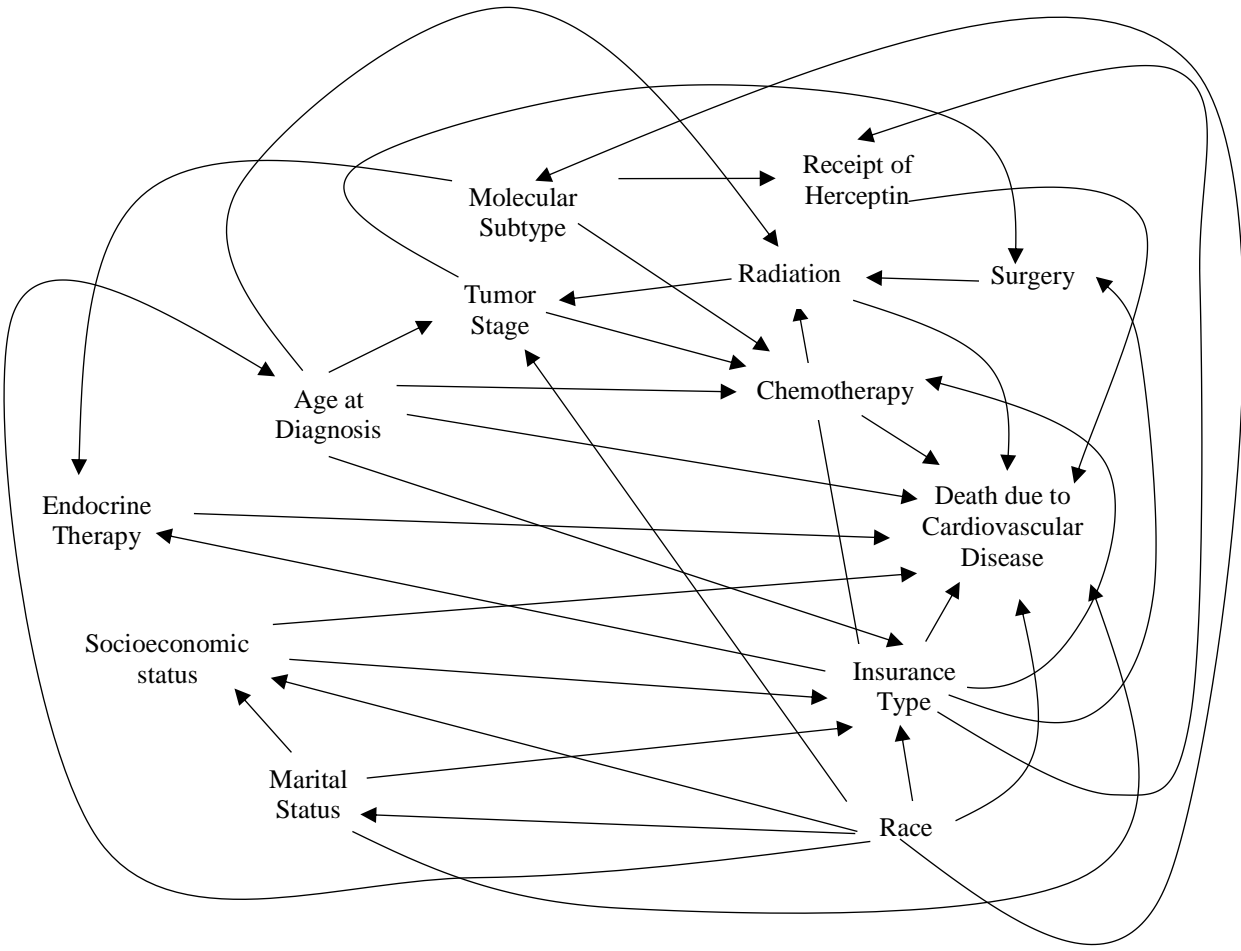 Receipt of
Herceptin
Molecular
Subtype
Radiation
Surgery
Tumor
Stage
Chemotherapy
Age at
Diagnosis
Endocrine
Therapy
Death due to
Cardiovascular
Disease
Socioeconomic
status
Insurance
Type
Marital
Status
Race